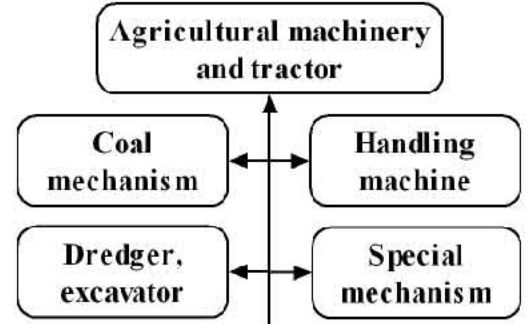 Agricultural machinery
and tractor
Coal
mechanism
Handling
machine
Dredger,
excavator
Special
mechanism